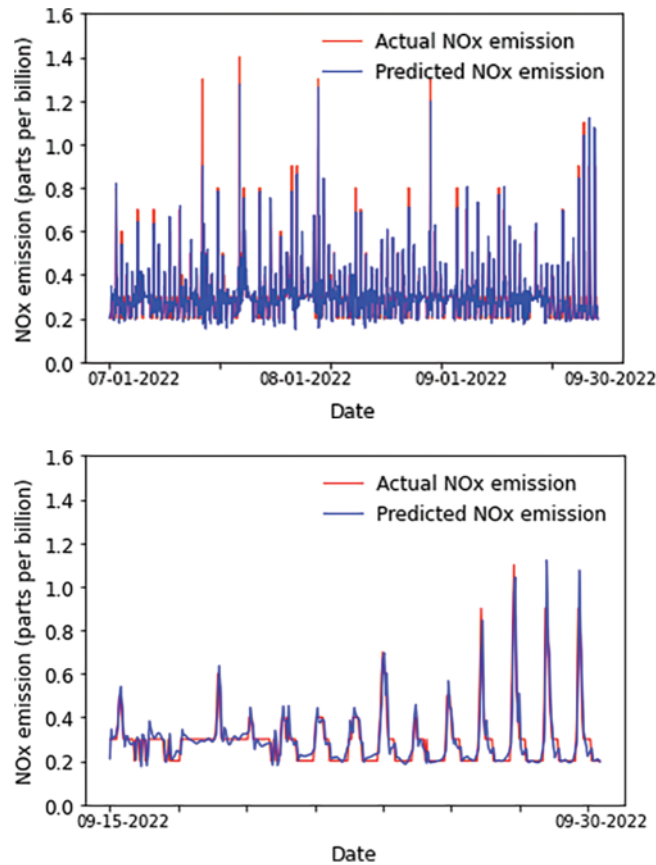 1.6
Actual NOx emission
1.4
Predicted NOx emission
1.2
1.0
0.8
0.6
0.4
0.2
0.0
NOx emission (parts per billion)
07-01-2022 08-01-2022 09-01-2022 09-30-2022
Date
1.6
Actual NOx emission
1.4
Predicted NOx emission
1.2
1.0
0.8
0.6
0.4
0.2
0.0
NOx emission (parts per billion)
09-15-2022 09-30-2022
Date